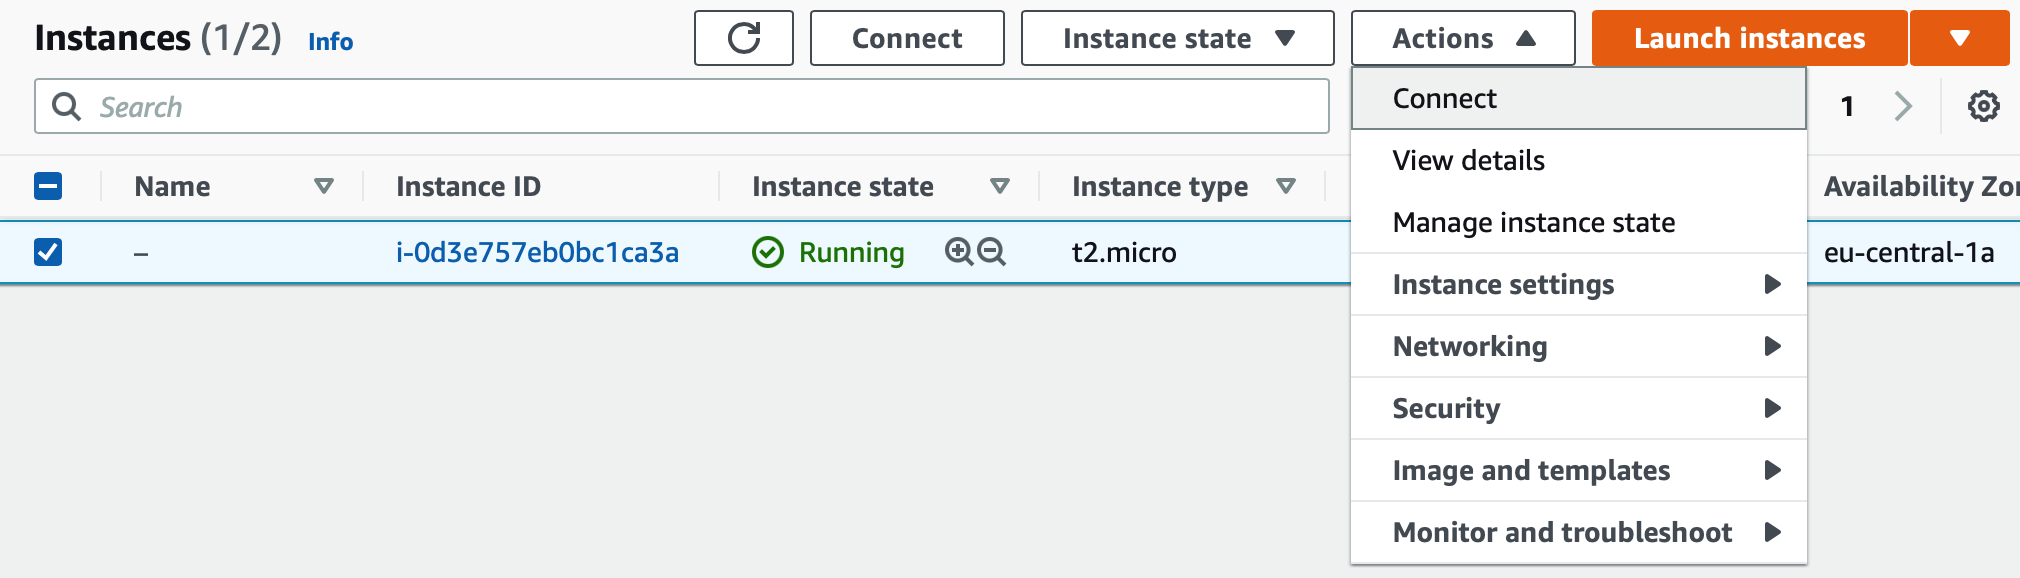 Instances (1/2) Info Connect Instance state Actions Launch instances
Search
1
Connect
View details
Manage instance state
Instance settings
Networking
Security
Image and templates
Monitor and troubleshoot
Name Instance ID Instance state Instance type Availability Zo
– i-0d3e757eb0bc1ca3a Running t2.micro eu-central-1a